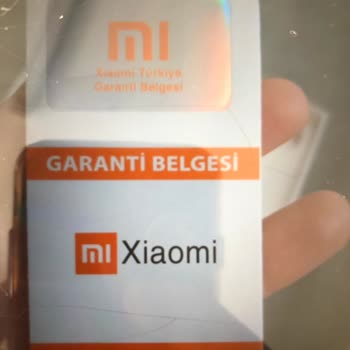 mi
Xiaomi Türkiye
Garanti Belgesi
GARANTİ BELGESİ
mi Xiaomi